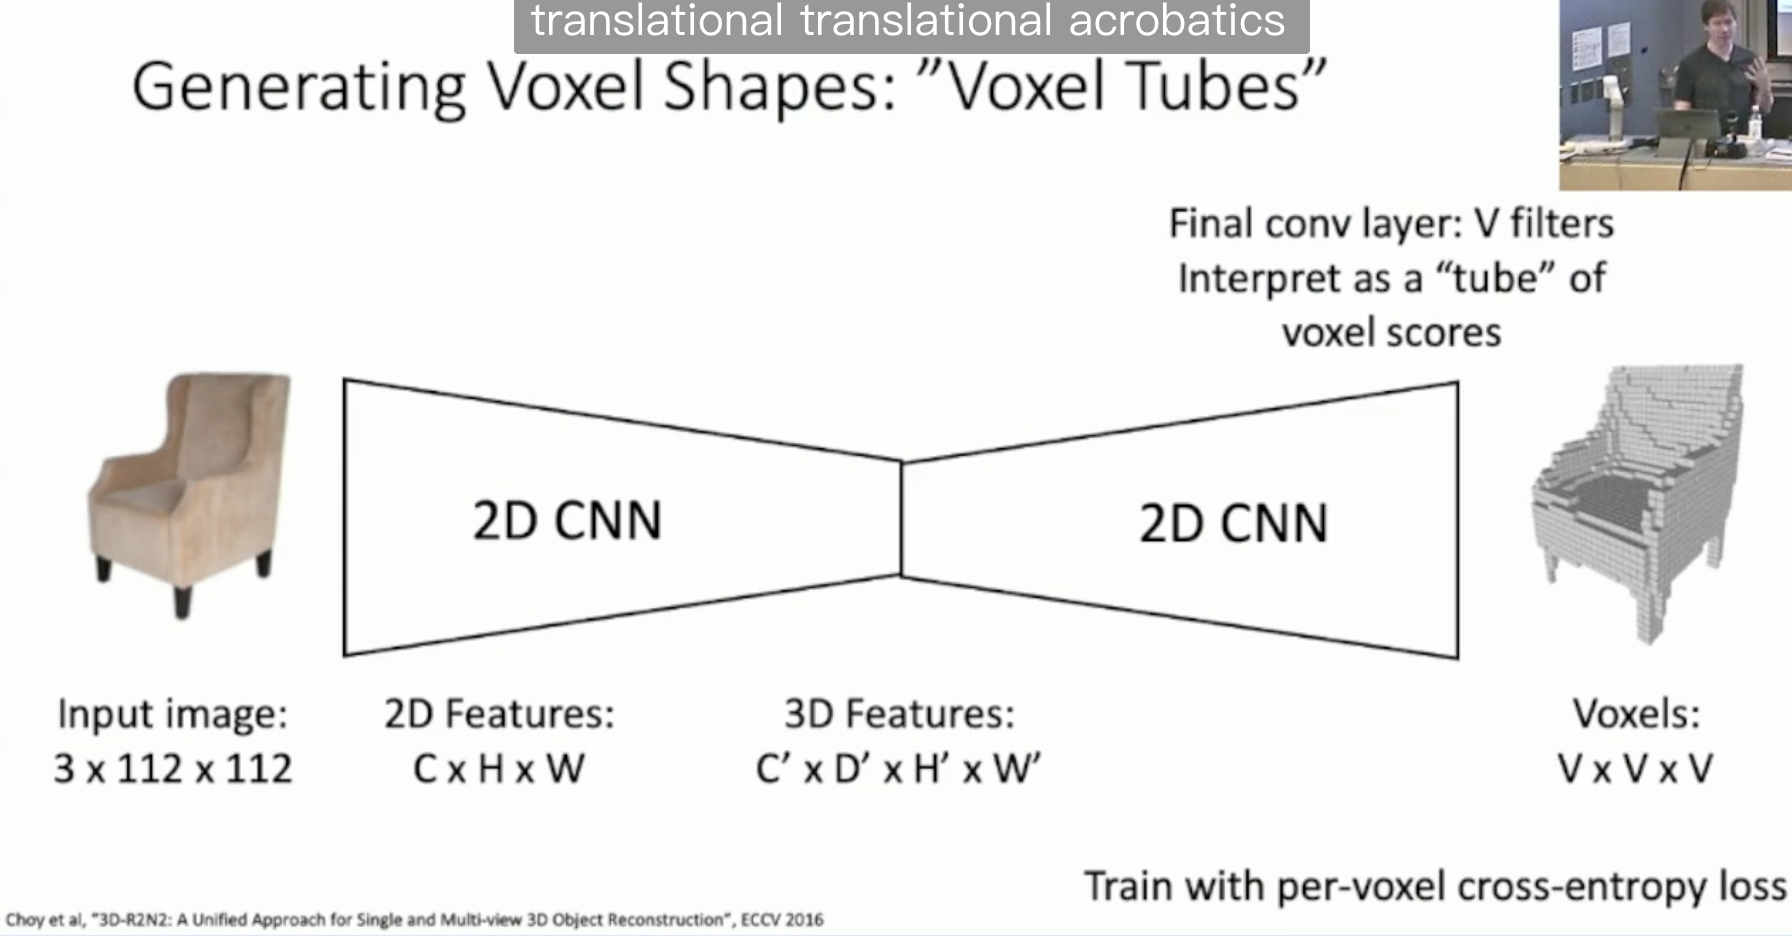 translational translational acrobatics
Generating Voxel Shapes: ”Voxel Tubes”
Final conv layer: V filters
Interpret as a “tube” of
voxel scores
2D CNN
2D CNN
Input image:
3 x 112 x 112
2D Features:
C x H x W
3D Features:
C’ x D’ x H’ x W’
Voxels:
V x V x V
Train with per-voxel cross-entropy loss
Choy et al, “3D-R2N2: A Unified Approach for Single and Multi-view 3D Object Reconstruction”, ECCV 2016